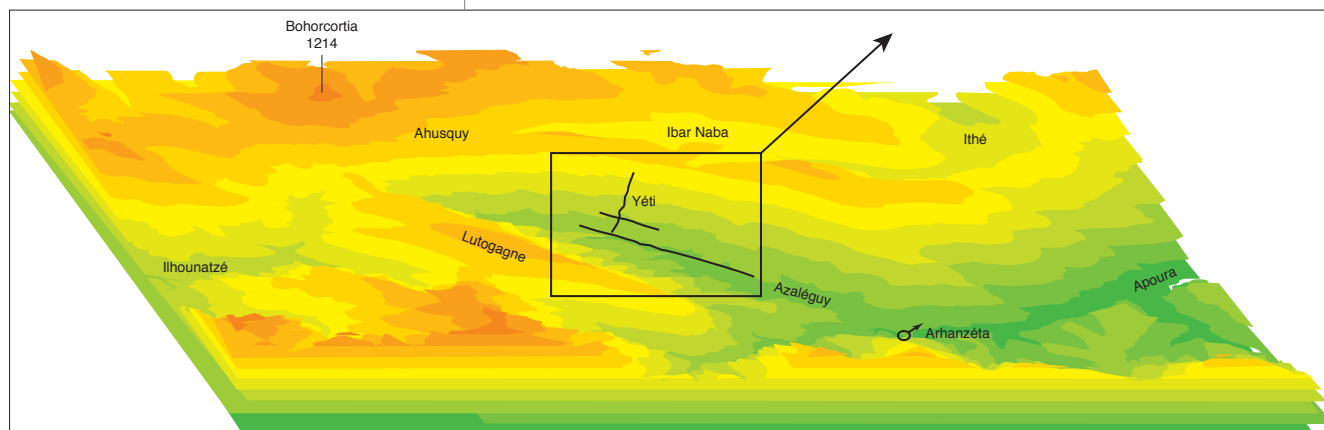 Bohorcortia
1214
Ahusquy
Ibar Naba
Ithé
Yéti
Lutogagne
Ilhounatzé
Azaléguy
Apoura
Arhanzéta